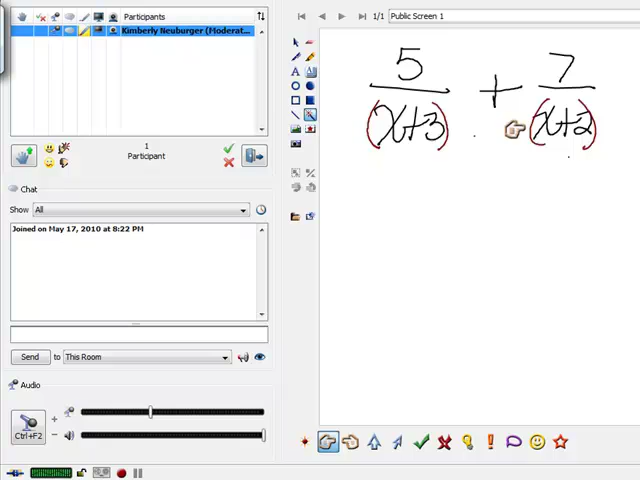 Participants
Kimberly Neuburger (Moderat...
1
Participant
Chat
Show All
Joined on May 17, 2010 at 8:22 PM
Send to This Room
Audio
Ctrl+F2
+
−
1/1 Public Screen 1
A
5 + 7
(x+3) (x+2)